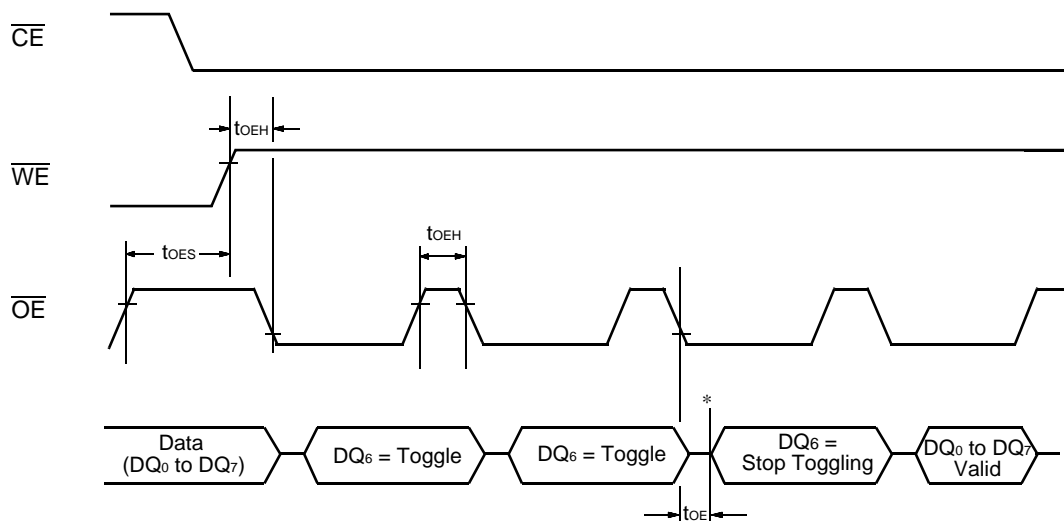 CE
tOEH
WE
tOES
tOEH
OE
*
Data
(DQ0 to DQ7)
DQ6 = Toggle
DQ6 = Toggle
DQ6 =
Stop Toggling
DQ0 to DQ7
Valid
tOE